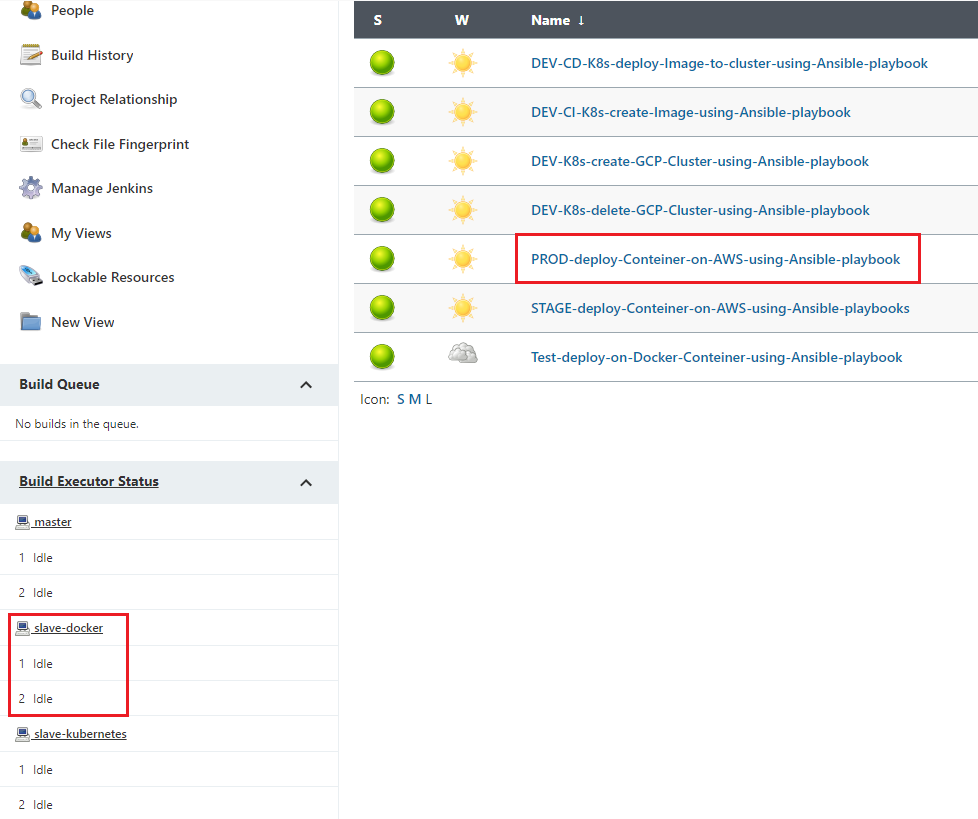 People
Build History
Project Relationship
Check File Fingerprint
Manage Jenkins
My Views
Lockable Resources
New View
Build Queue
No builds in the queue.
Build Executor Status
master
1 Idle
2 Idle
slave-docker
1 Idle
2 Idle
slave-kubernetes
1 Idle
2 Idle
S W Name ↓
DEV-CD-K8s-deploy-Image-to-cluster-using-Ansible-playbook
DEV-CI-K8s-create-Image-using-Ansible-playbook
DEV-K8s-create-GCP-Cluster-using-Ansible-playbook
DEV-K8s-delete-GCP-Cluster-using-Ansible-playbook
PROD-deploy-Conteiner-on-AWS-using-Ansible-playbook
STAGE-deploy-Conteiner-on-AWS-using-Ansible-playbooks
Test-deploy-on-Docker-Conteiner-using-Ansible-playbook
Icon: S M L